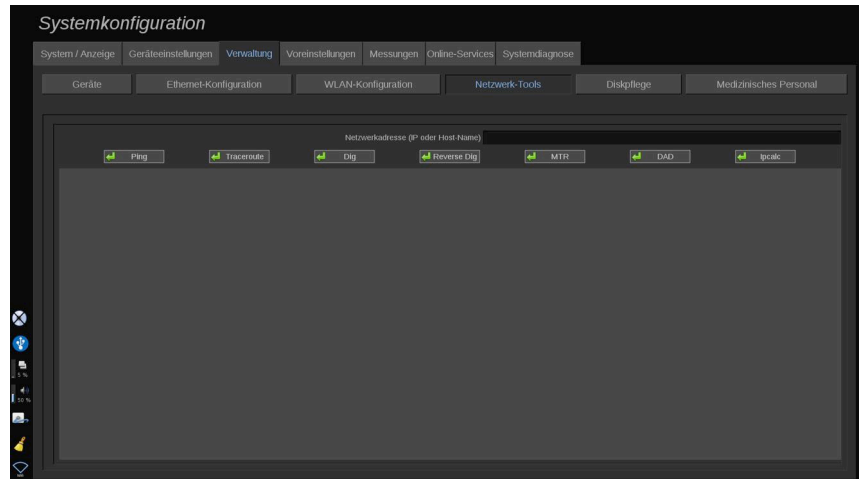 Systemkonfiguration
System / Anzeige Geräteeinstellungen Verwaltung Voreinstellungen Messungen Online-Services Systemdiagnose
Geräte Ethernet-Konfiguration WLAN-Konfiguration Netzwerk-Tools Diskpflege Medizinisches Personal
Netzwerkadresse (IP oder Host-Name)
Ping Traceroute Dig Reverse Dig MTR DAD Ipcalc
5 %
50 %